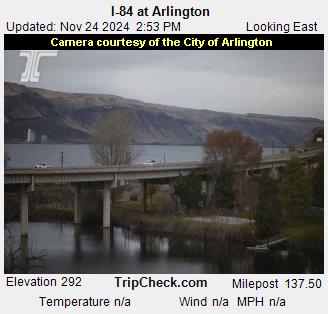 I-84 at Arlington
Updated: Nov 24 2024 2:53 PM Looking East
Camera courtesy of the City of Arlington
Elevation 292 TripCheck.com Milepost 137.50
Temperature n/a Wind n/a MPH n/a